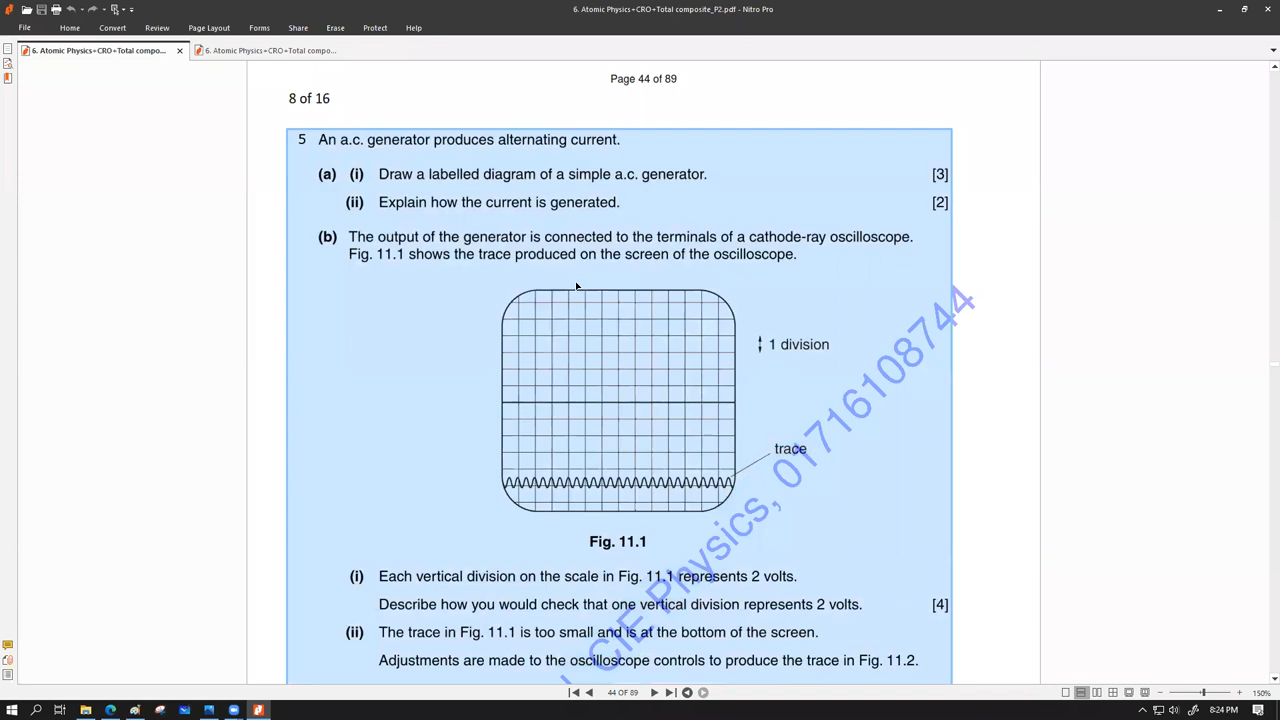 6. Atomic Physics+CRO+Total composite_P2.pdf - Nitro Pro
File Home Convert Review Page Layout Forms Share Erase Protect Help
6. Atomic Physics+CRO+Total compo... 6. Atomic Physics+CRO+Total compo...
Page 44 of 89
8 of 16
5 An a.c. generator produces alternating current.
(a) (i) Draw a labelled diagram of a simple a.c. generator. [3]
(ii) Explain how the current is generated. [2]
(b) The output of the generator is connected to the terminals of a cathode-ray oscilloscope.
Fig. 11.1 shows the trace produced on the screen of the oscilloscope.
1 division
trace
Fig. 11.1
(i) Each vertical division on the scale in Fig. 11.1 represents 2 volts.
Describe how you would check that one vertical division represents 2 volts. [4]
(ii) The trace in Fig. 11.1 is too small and is at the bottom of the screen.
Adjustments are made to the oscilloscope controls to produce the trace in Fig. 11.2.
CIE Physics, 01716108744
44 OF 89
150%
8:24 PM